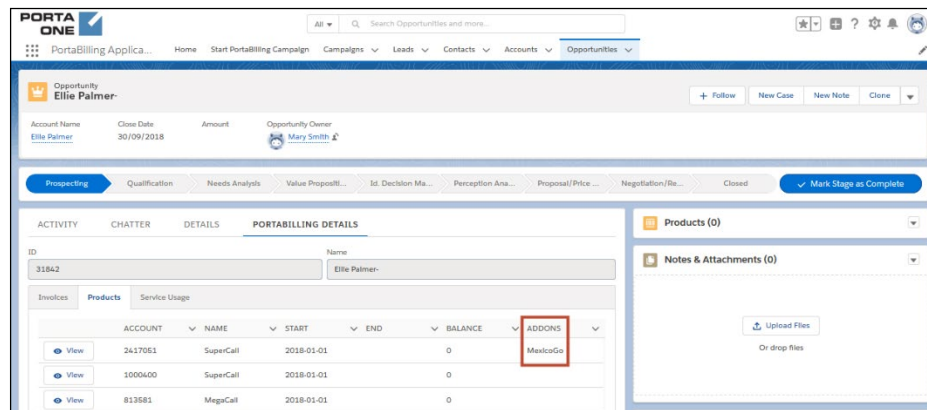 PORTA
ONE
All
Search Opportunities and more...
PortaBilling Applica... Home Start PortaBilling Campaign Campaigns Leads Contacts Accounts Opportunities
Opportunity
Ellie Palmer-
+ Follow New Case New Note Clone
Account Name Close Date Amount Opportunity Owner
Ellie Palmer 30/09/2018 Mary Smith
Prospecting Qualification Needs Analysis Value Propositi... Id. Decision Ma... Perception Ana... Proposal/Price ... Negotiation/Re... Closed Mark Stage as Complete
ACTIVITY CHATTER DETAILS PORTABILLING DETAILS
ID Name
31842 Ellie Palmer-
Invoices Products Service Usage
ACCOUNT NAME START END BALANCE ADDONS
View 2417051 SuperCall 2018-01-01 0 MexicoGo
View 1000400 SuperCall 2018-01-01 0
View 813581 MegaCall 2018-01-01 0
Products (0)
Notes & Attachments (0)
Upload Files
Or drop files